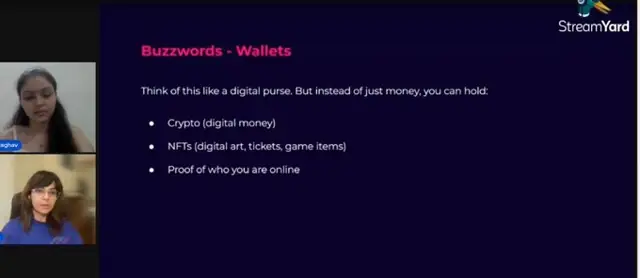 StreamYard
Buzzwords - Wallets
Think of this like a digital purse. But instead of just money, you can hold:
Crypto (digital money)
NFTs (digital art, tickets, game items)
Proof of who you are online